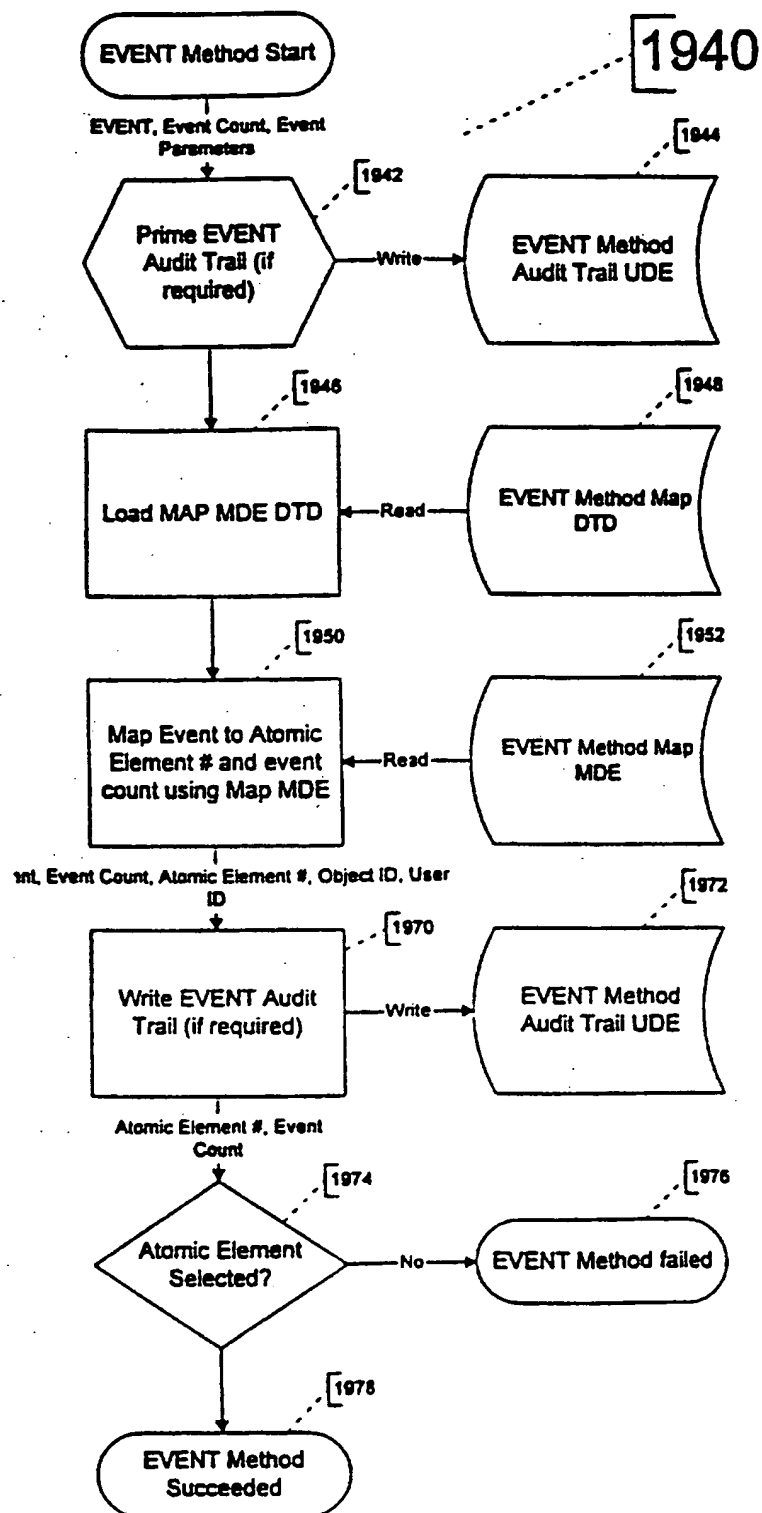 EVENT Method Start
1940
EVENT, Event Count, Event
Parameters
1942
1944
Prime EVENT
Audit Trail (if
required)
Write
EVENT Method
Audit Trail UDE
1946
1948
Load MAP MDE DTD
Read
EVENT Method Map
DTD
1950
1952
Map Event to Atomic
Element # and event
count using Map MDE
Read
EVENT Method Map
MDE
Event Count, Atomic Element #, Object ID, User
ID
1970
1972
Write EVENT Audit
Trail (if required)
Write
EVENT Method
Audit Trail UDE
Atomic Element #, Event
Count
1974
1976
Atomic Element
Selected?
No
EVENT Method failed
1978
EVENT Method
Succeeded